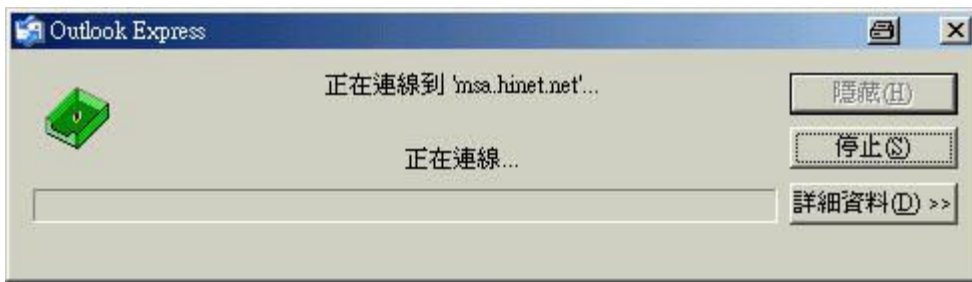 Outlook Express
正在連線到 'msa.hinet.net'...
隱藏(H)
正在連線...
停止(S)
詳細資料(D) >>